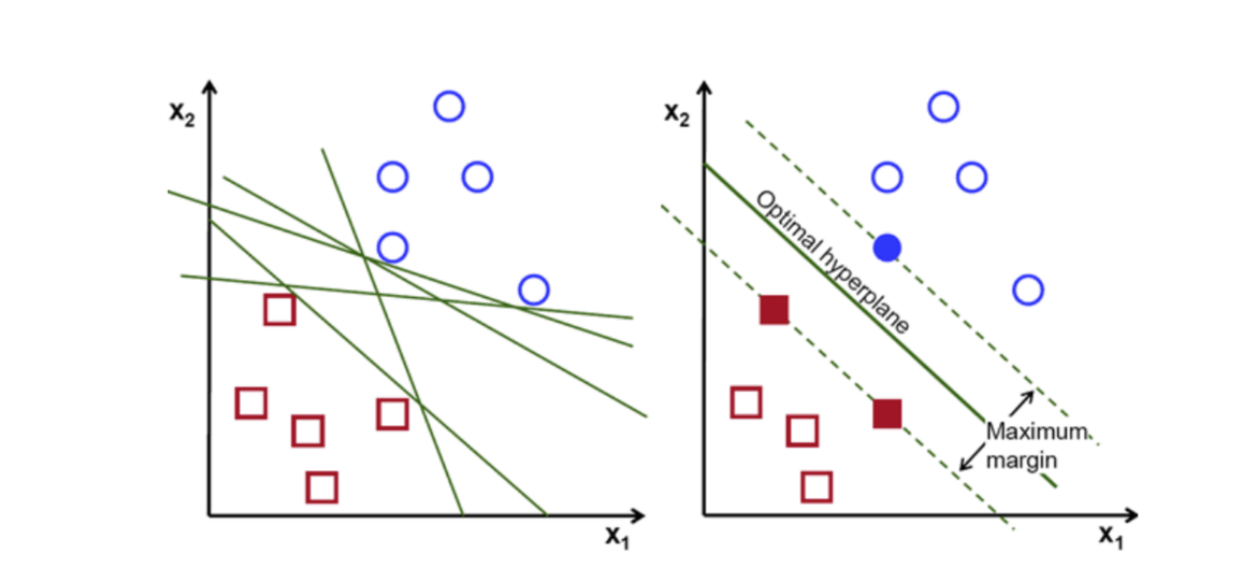 x2
x1
x2
Optimal hyperplane
Maximum
margin
x1